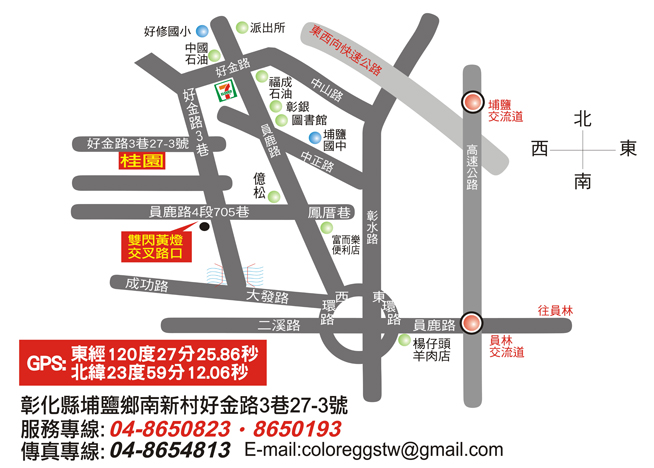 好修國小
派出所
東西向快速公路
中國
石油
好金路
7
ELEVEN
福成
石油
中山路
埔鹽
交流道
彰銀
圖書館
好金路3巷
員鹿路
埔鹽
國中
好金路3巷27-3號
桂園
中正路
高速公路
北
西
東
南
億
松
員鹿路4段705巷
鳳厝巷
彰水路
雙閃黃燈
交叉路口
富而樂
便利店
成功路
大發路
西環路
東環路
往員林
二溪路
員鹿路
楊仔頭
羊肉店
員林
交流道
GPS: 東經120度27分25.86秒
北緯23度59分12.06秒
彰化縣埔鹽鄉南新村好金路3巷27-3號
服務專線: 04-8650823・8650193
傳真專線: 04-8654813 E-mail:coloreggstw@gmail.com